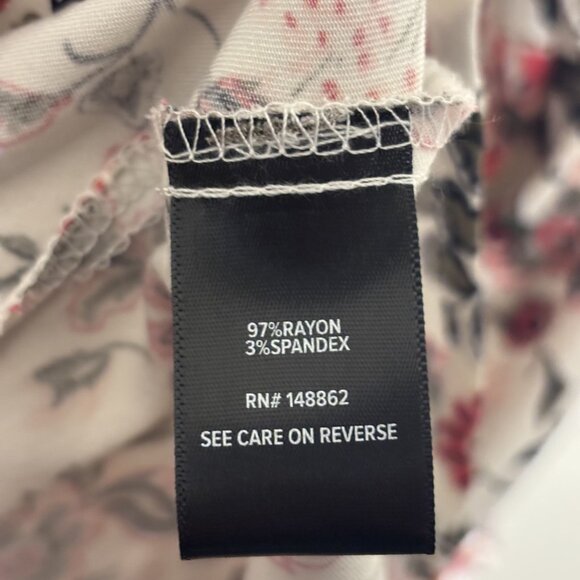 97%RAYON
3%SPANDEX
RN# 148862
SEE CARE ON REVERSE